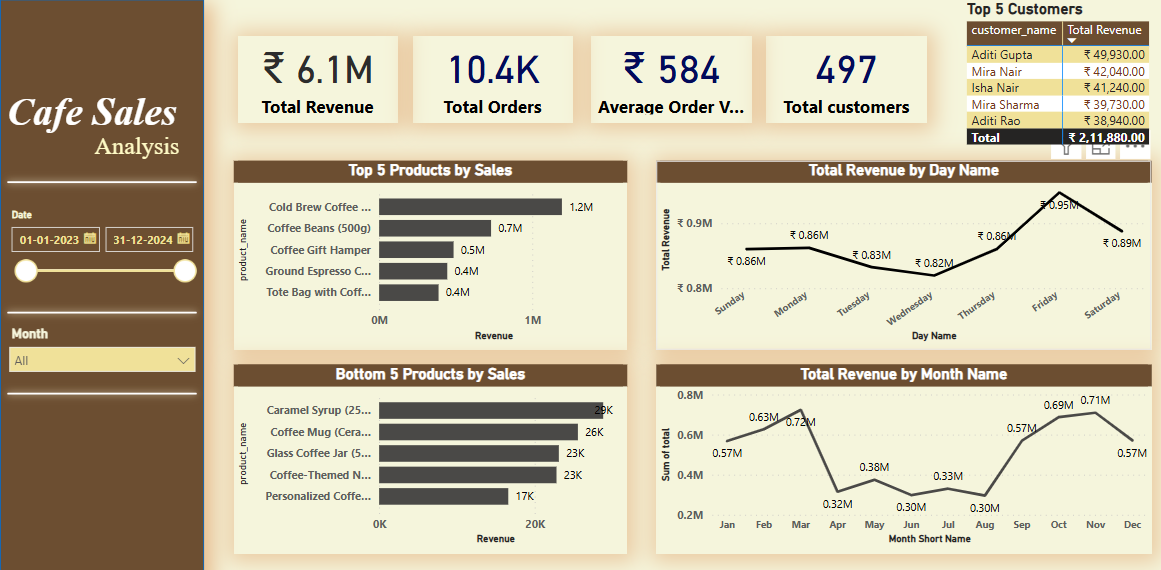 Cafe Sales
Analysis
Date
01-01-2023
31-12-2024
Month
All
₹ 6.1M
Total Revenue
10.4K
Total Orders
₹ 584
Average Order V...
497
Total customers
Top 5 Customers
customer_name Total Revenue
Aditi Gupta ₹ 49,930.00
Mira Nair ₹ 42,040.00
Isha Nair ₹ 41,240.00
Mira Sharma ₹ 39,730.00
Aditi Rao ₹ 38,940.00
Total ₹ 2,11,880.00
Top 5 Products by Sales
product_name
Cold Brew Coffee ... 1.2M
Coffee Beans (500g) 0.7M
Coffee Gift Hamper 0.5M
Ground Espresso C... 0.4M
Tote Bag with Coff... 0.4M
0M 1M
Revenue
Total Revenue by Day Name
Total Revenue
₹ 0.9M
₹ 0.8M
₹ 0.86M
₹ 0.86M
₹ 0.83M
₹ 0.82M
₹ 0.86M
₹ 0.95M
₹ 0.89M
Sunday Monday Tuesday Wednesday Thursday Friday Saturday
Day Name
Bottom 5 Products by Sales
product_name
Caramel Syrup (25... 29K
Coffee Mug (Cera... 26K
Glass Coffee Jar (5... 23K
Coffee-Themed N... 23K
Personalized Coffe... 17K
0K 20K
Revenue
Total Revenue by Month Name
Sum of total
0.8M
0.6M
0.4M
0.2M
0.57M
0.63M
0.72M
0.32M
0.38M
0.30M
0.33M
0.30M
0.57M
0.69M
0.71M
0.57M
Jan Feb Mar Apr May Jun Jul Aug Sep Oct Nov Dec
Month Short Name